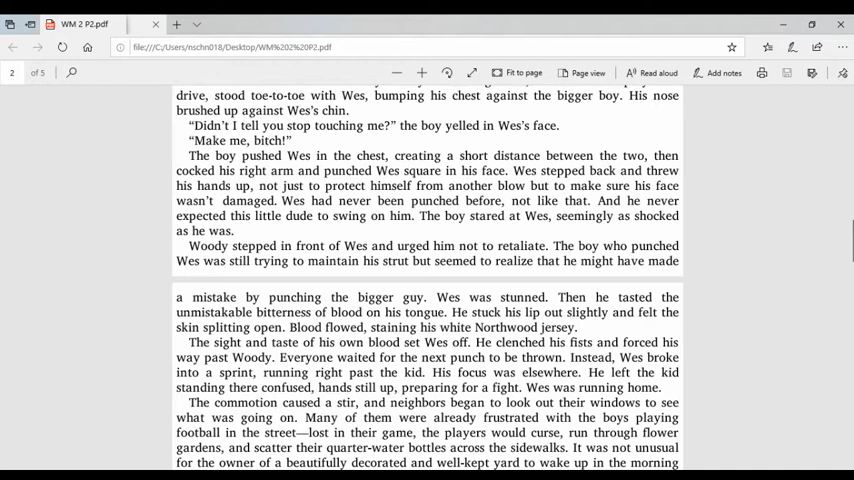 WM 2 P2.pdf
file:///C:/Users/nschn018/Desktop/WM%202%20P2.pdf
2 of 5 Fit to page Page view Read aloud Add notes
drive, stood toe-to-toe with Wes, bumping his chest against the bigger boy. His nose
brushed up against Wes's chin.
“Didn't I tell you stop touching me?” the boy yelled in Wes's face.
“Make me, bitch!”
The boy pushed Wes in the chest, creating a short distance between the two, then
cocked his right arm and punched Wes square in his face. Wes stepped back and threw
his hands up, not just to protect himself from another blow but to make sure his face
wasn't damaged. Wes had never been punched before, not like that. And he never
expected this little dude to swing on him. The boy stared at Wes, seemingly as shocked
as he was.
Woody stepped in front of Wes and urged him not to retaliate. The boy who punched
Wes was still trying to maintain his strut but seemed to realize that he might have made
a mistake by punching the bigger guy. Wes was stunned. Then he tasted the
unmistakable bitterness of blood on his tongue. He stuck his lip out slightly and felt the
skin splitting open. Blood flowed, staining his white Northwood jersey.
The sight and taste of his own blood set Wes off. He clenched his fists and forced his
way past Woody. Everyone waited for the next punch to be thrown. Instead, Wes broke
into a sprint, running right past the kid. His focus was elsewhere. He left the kid
standing there confused, hands still up, preparing for a fight. Wes was running home.
The commotion caused a stir, and neighbors began to look out their windows to see
what was going on. Many of them were already frustrated with the boys playing
football in the street—lost in their game, the players would curse, run through flower
gardens, and scatter their quarter-water bottles across the sidewalks. It was not unusual
for the owner of a beautifully decorated and well-kept yard to wake up in the morning